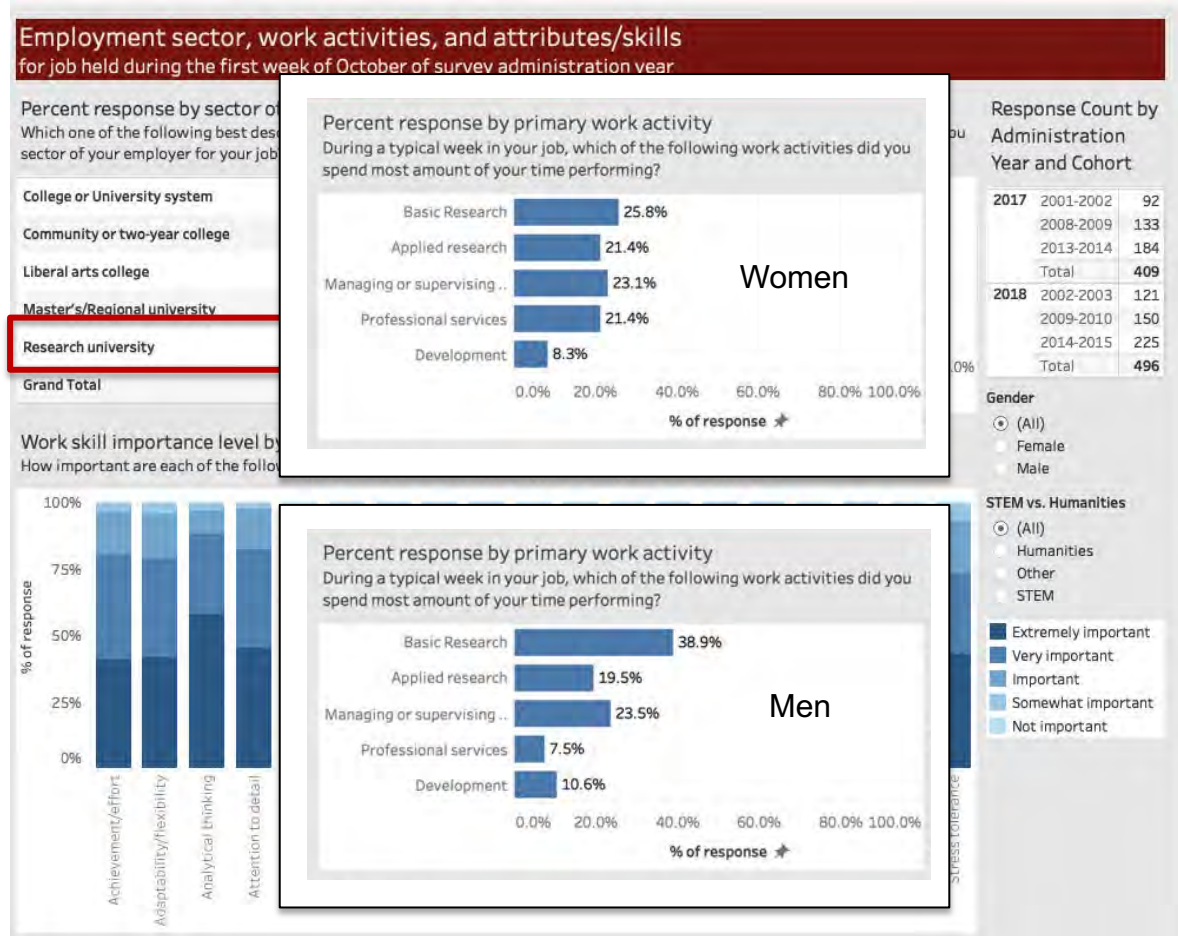 Employment sector, work activities, and attributes/skills
for job held during the first week of October of survey administration year
Percent response by sector of
Which one of the following best desc
sector of your employer for your job
College or University system
Community or two-year college
Liberal arts college
Master's/Regional university
Research university
Grand Total
Percent response by primary work activity
During a typical week in your job, which of the following work activities did you
spend most amount of your time performing?
Basic Research 25.8%
Applied research 21.4%
Managing or supervising .. 23.1%
Professional services 21.4%
Development 8.3%
Women
0.0% 20.0% 40.0% 60.0% 80.0% 100.0%
% of response
ou
.0%
Response Count by
Administration
Year and Cohort
2017 2001-2002 92
2008-2009 133
2013-2014 184
Total 409
2018 2002-2003 121
2009-2010 150
2014-2015 225
Total 496
Gender
(All)
Female
Male
STEM vs. Humanities
(All)
Humanities
Other
STEM
Extremely important
Very important
Important
Somewhat important
Not important
Work skill importance level by
How important are each of the follow
% of response
100%
75%
50%
25%
0%
Achievement/effort
Adaptability/flexibility
Analytical thinking
Attention to detail
Percent response by primary work activity
During a typical week in your job, which of the following work activities did you
spend most amount of your time performing?
Basic Research 38.9%
Applied research 19.5%
Managing or supervising .. 23.5%
Professional services 7.5%
Development 10.6%
Men
0.0% 20.0% 40.0% 60.0% 80.0% 100.0%
% of response
Stress tolerance